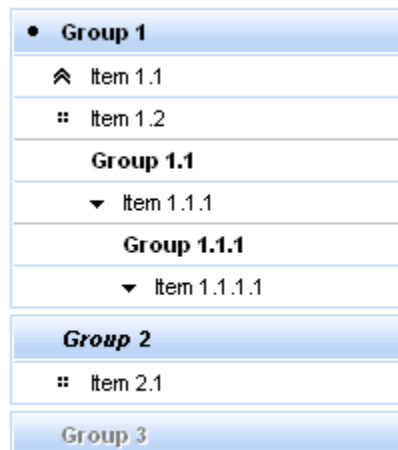 Group 1
Item 1.1
Item 1.2
Group 1.1
Item 1.1.1
Group 1.1.1
Item 1.1.1.1
Group 2
Item 2.1
Group 3